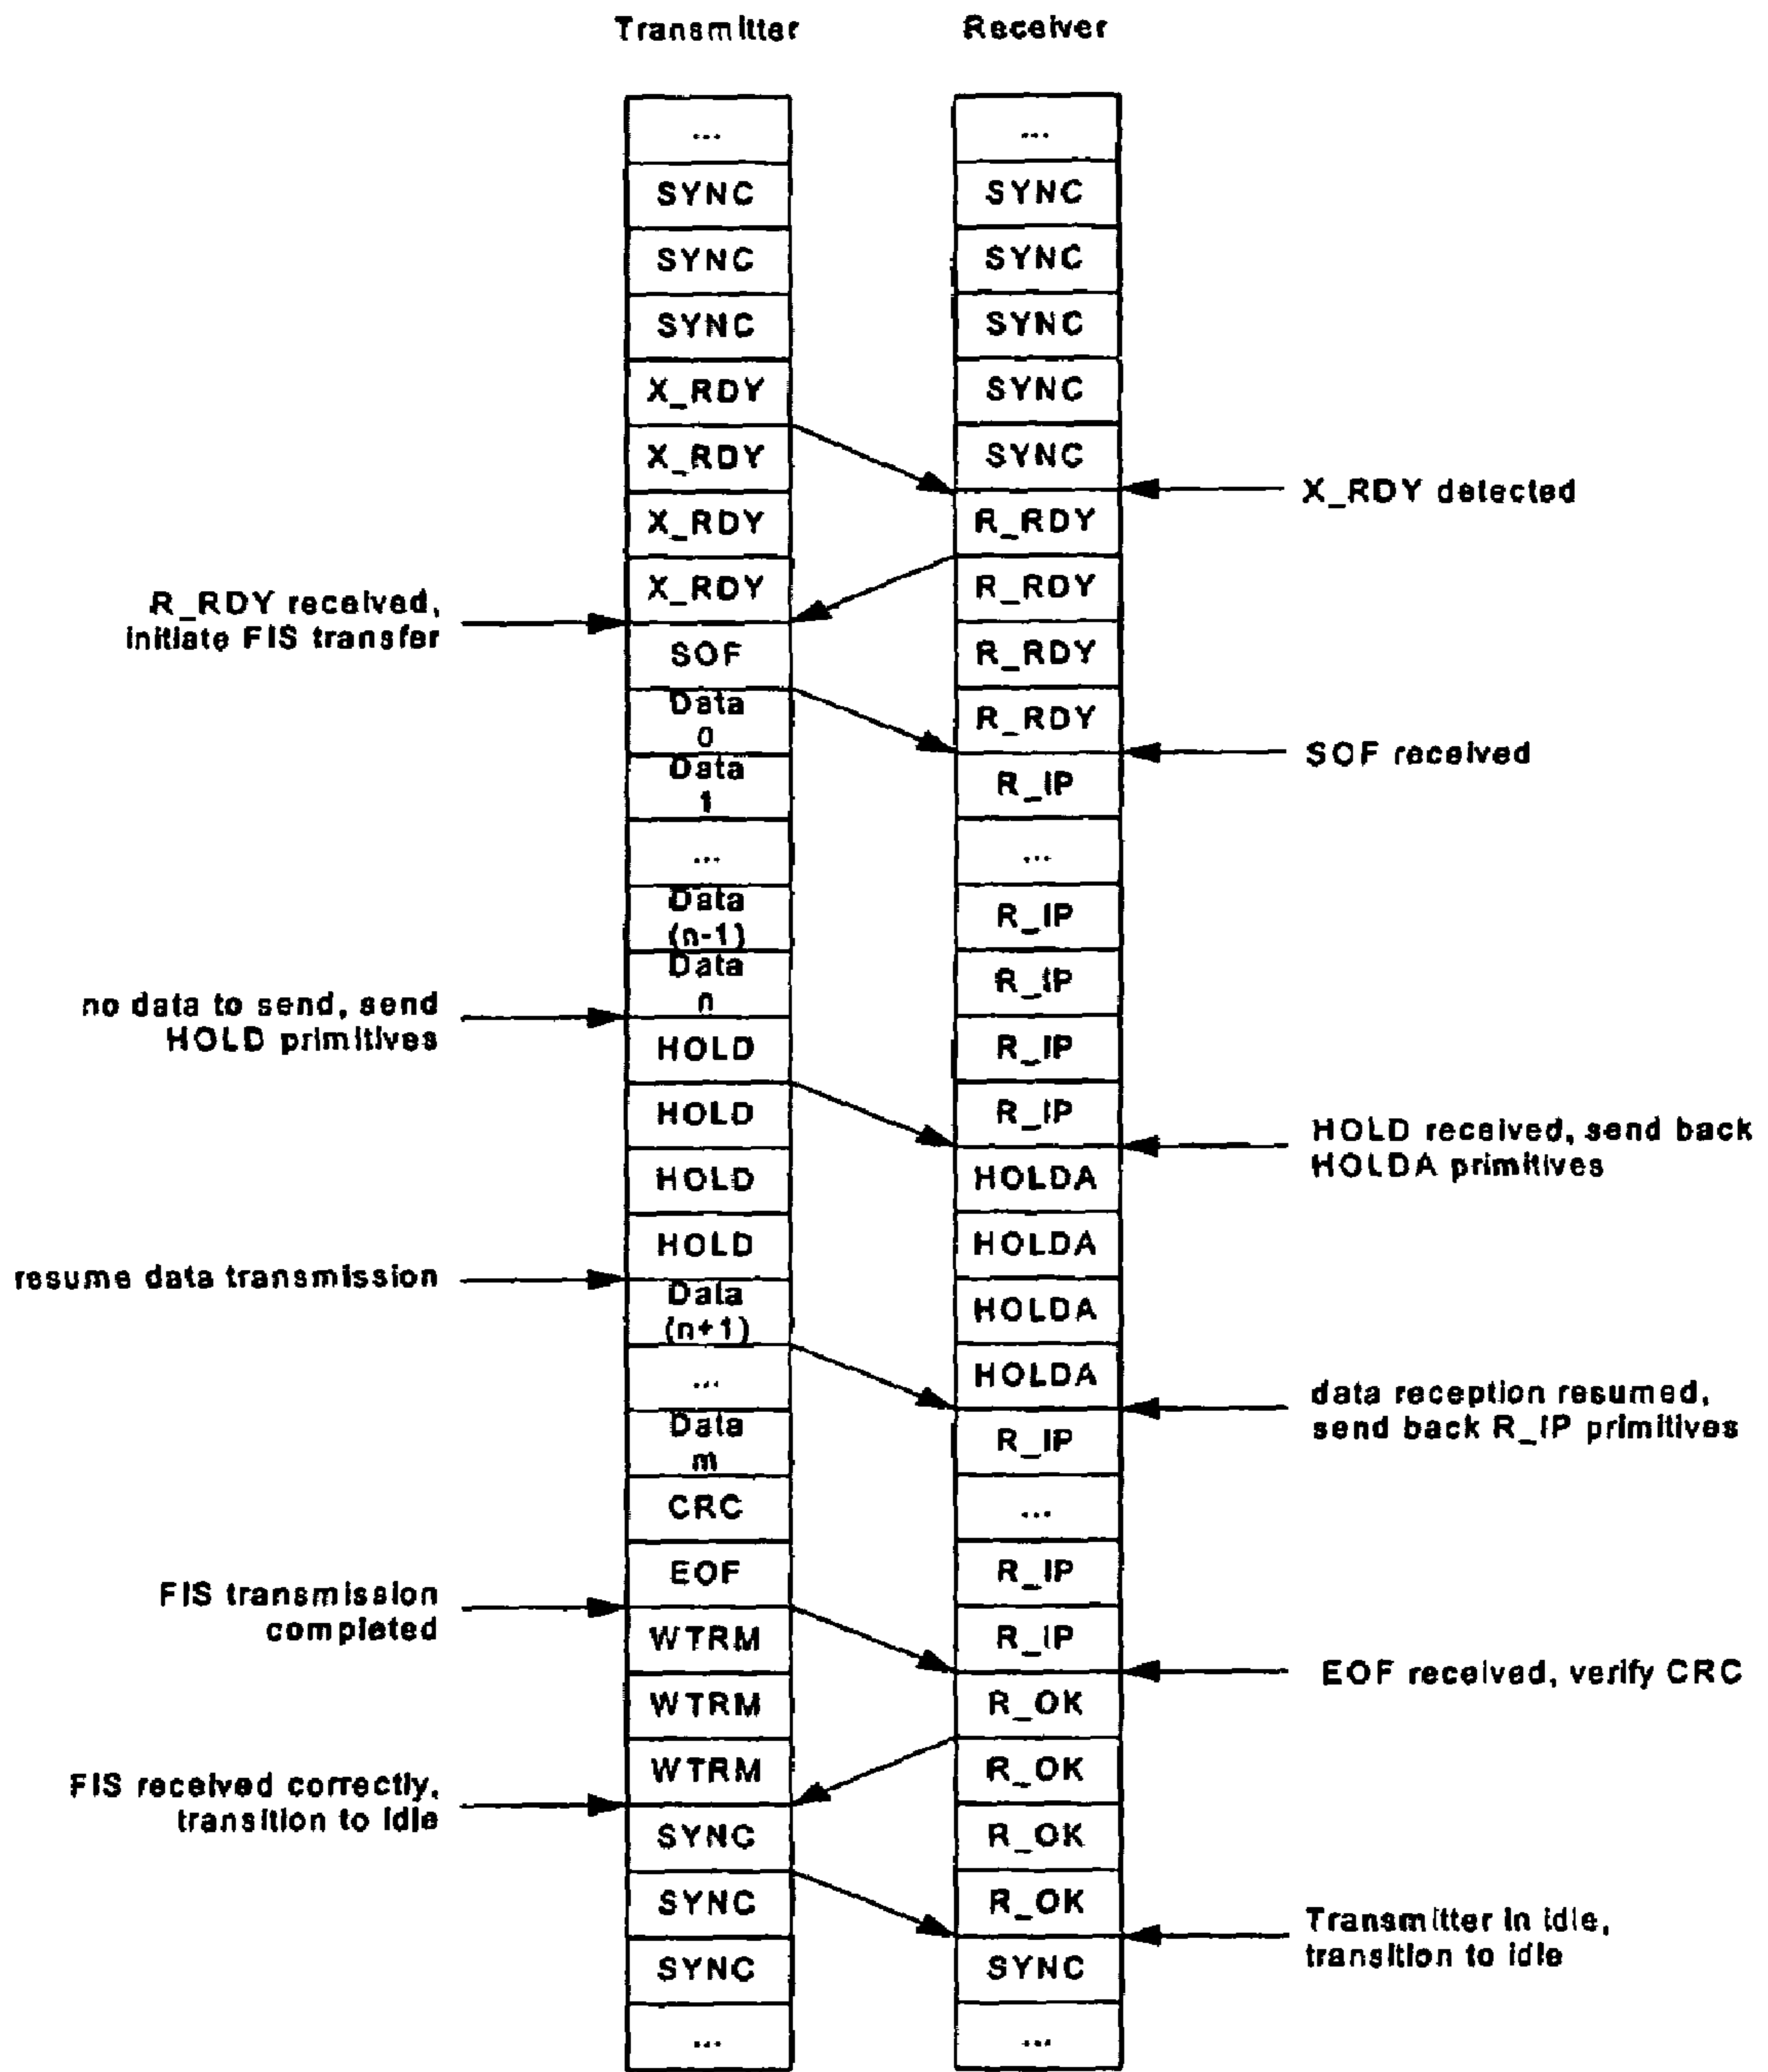 Transmitter
Receiver
...
...
SYNC
SYNC
SYNC
SYNC
SYNC
SYNC
X_RDY
SYNC
X_RDY
SYNC
X_RDY detected
X_RDY
R_RDY
X_RDY
R_RDY
R_RDY received,
initiate FIS transfer
SOF
R_RDY
Data
0
R_RDY
SOF received
Data
1
R_IP
...
...
Data
(n-1)
R_IP
Data
n
R_IP
no data to send, send
HOLD primitives
HOLD
R_IP
HOLD
R_IP
HOLD received, send back
HOLDA primitives
HOLD
HOLDA
HOLD
HOLDA
resume data transmission
Data
(n+1)
HOLDA
...
HOLDA
data reception resumed,
send back R_IP primitives
Data
m
R_IP
CRC
...
EOF
R_IP
FIS transmission
completed
WTRM
R_IP
EOF received, verify CRC
WTRM
R_OK
WTRM
R_OK
FIS received correctly,
transition to idle
SYNC
R_OK
SYNC
R_OK
Transmitter in idle,
transition to idle
SYNC
SYNC
...
...